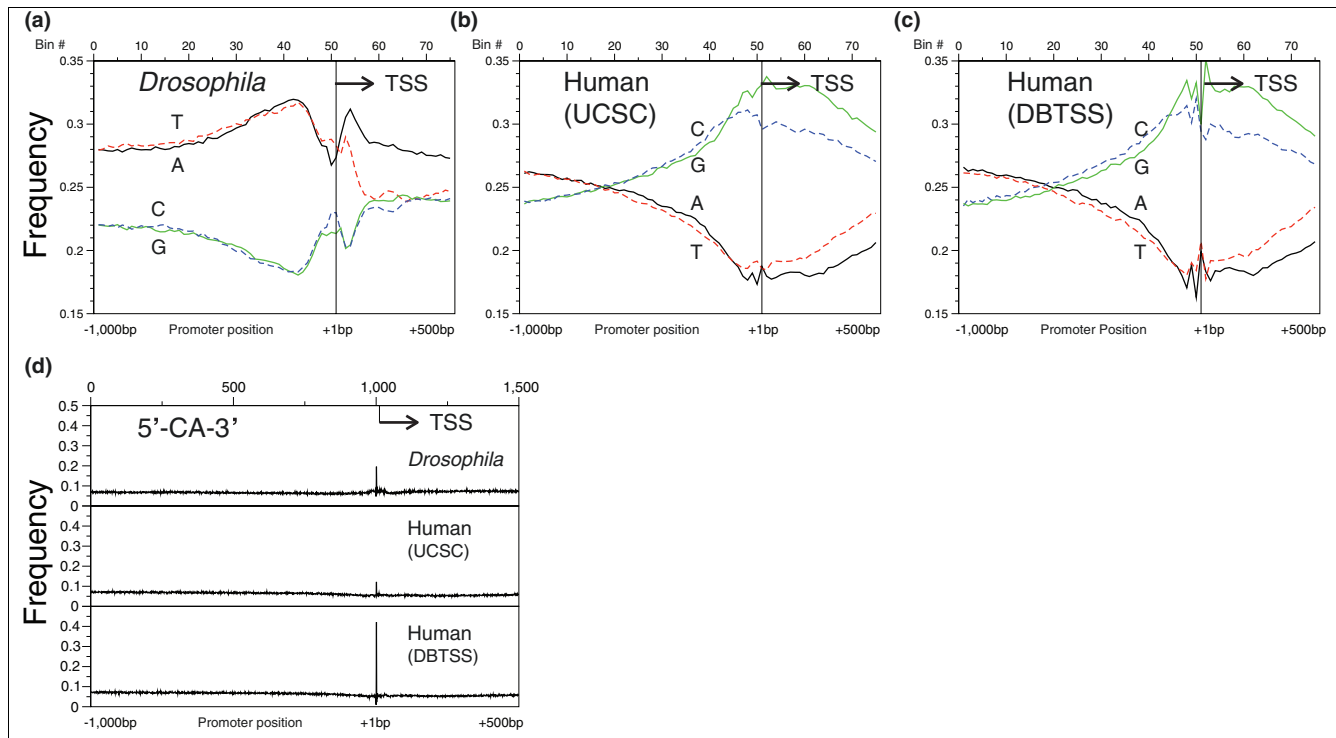 (a)
Bin #
0 10 20 30 40 50 60 70
0.35
0.3
0.25
0.2
0.15
Frequency
Drosophila
TSS
T
A
C
G
-1,000bp Promoter position +1bp +500bp
(b)
0 10 20 30 40 50 60 70
0.35
0.3
0.25
0.2
0.15
Human
(UCSC)
TSS
C
G
A
T
-1,000bp Promoter position +1bp +500bp
(c)
0 10 20 30 40 50 60 70
0.35
0.3
0.25
0.2
0.15
Human
(DBTSS)
TSS
C
G
A
T
-1,000bp Promoter Position +1bp +500bp
(d)
0 500 1,000 1,500
Frequency
0.5
0.4
0.3
0.2
0.1
0
5’-CA-3’
TSS
Drosophila
0.4
0.3
0.2
0.1
0
Human
(UCSC)
0.4
0.3
0.2
0.1
0
Human
(DBTSS)
-1,000bp Promoter position +1bp +500bp